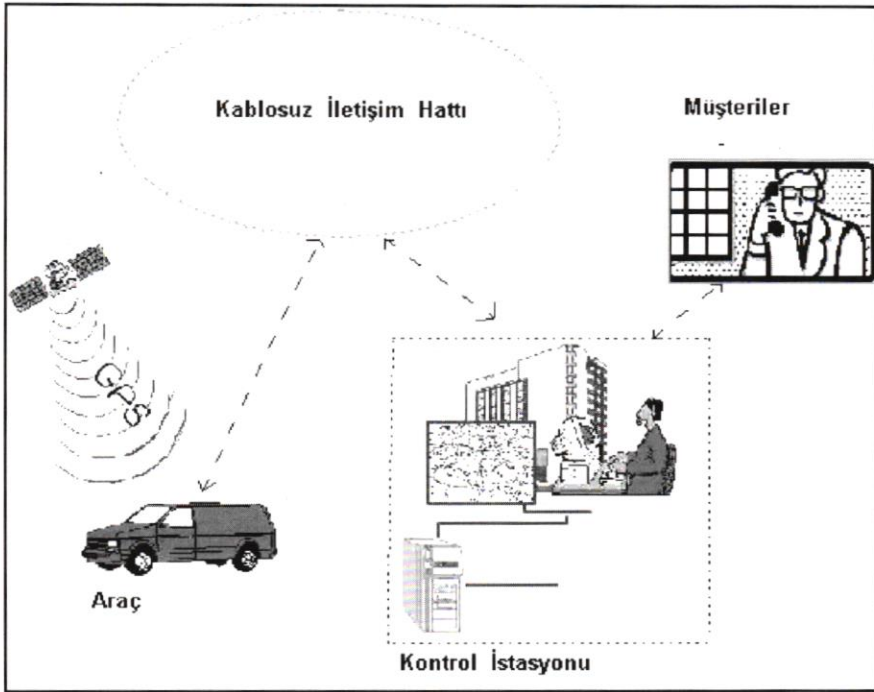 Kablosuz İletişim Hattı
Müşteriler
GPS
Araç
Kontrol İstasyonu